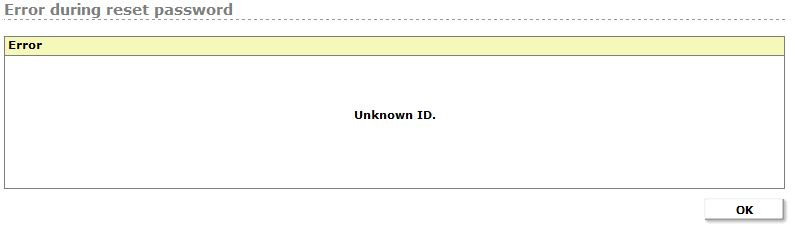 Error during reset password
Error
Unknown ID.
OK